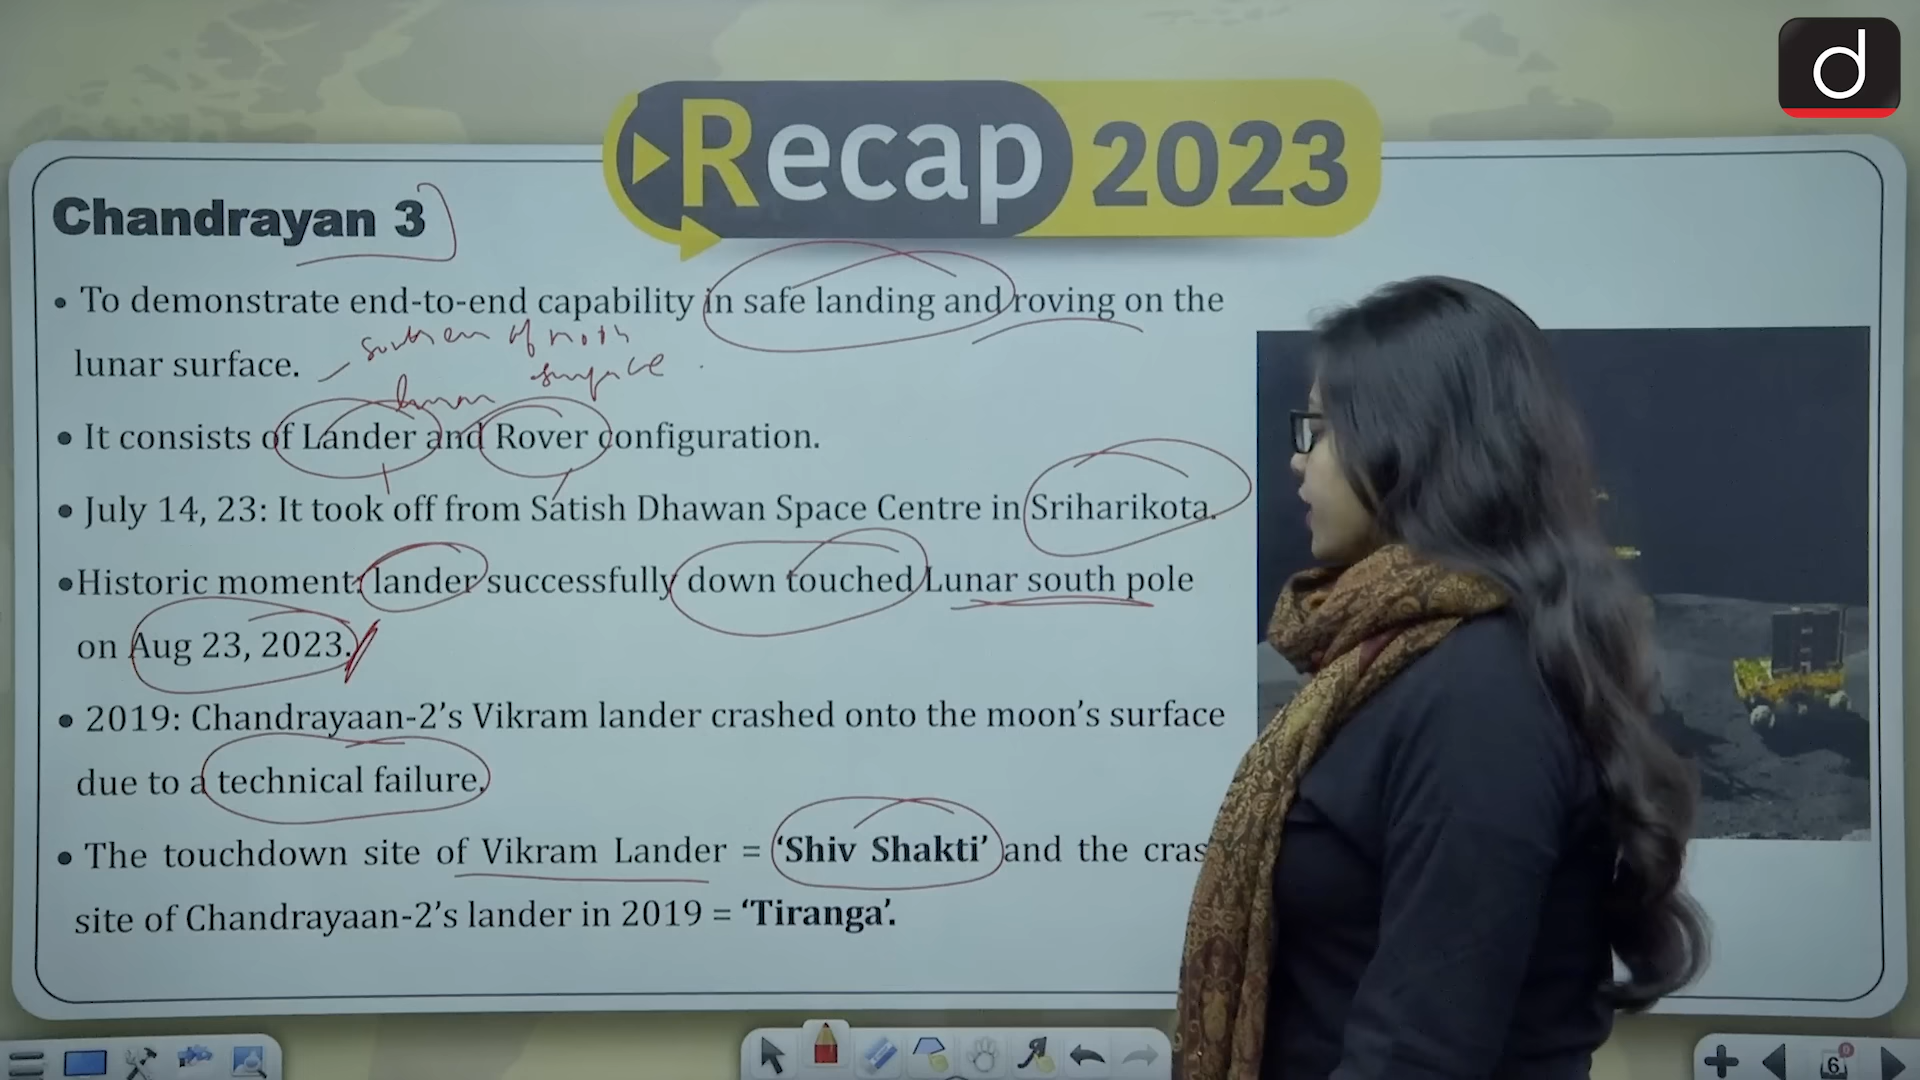 d
Recap 2023
Chandrayan 3
• To demonstrate end-to-end capability in safe landing and roving on the
lunar surface.
surface
• It consists of Lander and Rover configuration.
• July 14, 23: It took off from Satish Dhawan Space Centre in Sriharikota.
• Historic moment: lander successfully down touched Lunar south pole
on Aug 23, 2023.
• 2019: Chandrayaan-2's Vikram lander crashed onto the moon's surface
due to a technical failure.
• The touchdown site of Vikram Lander = 'Shiv Shakti' and the cras
site of Chandrayaan-2's lander in 2019 = 'Tiranga'.
6